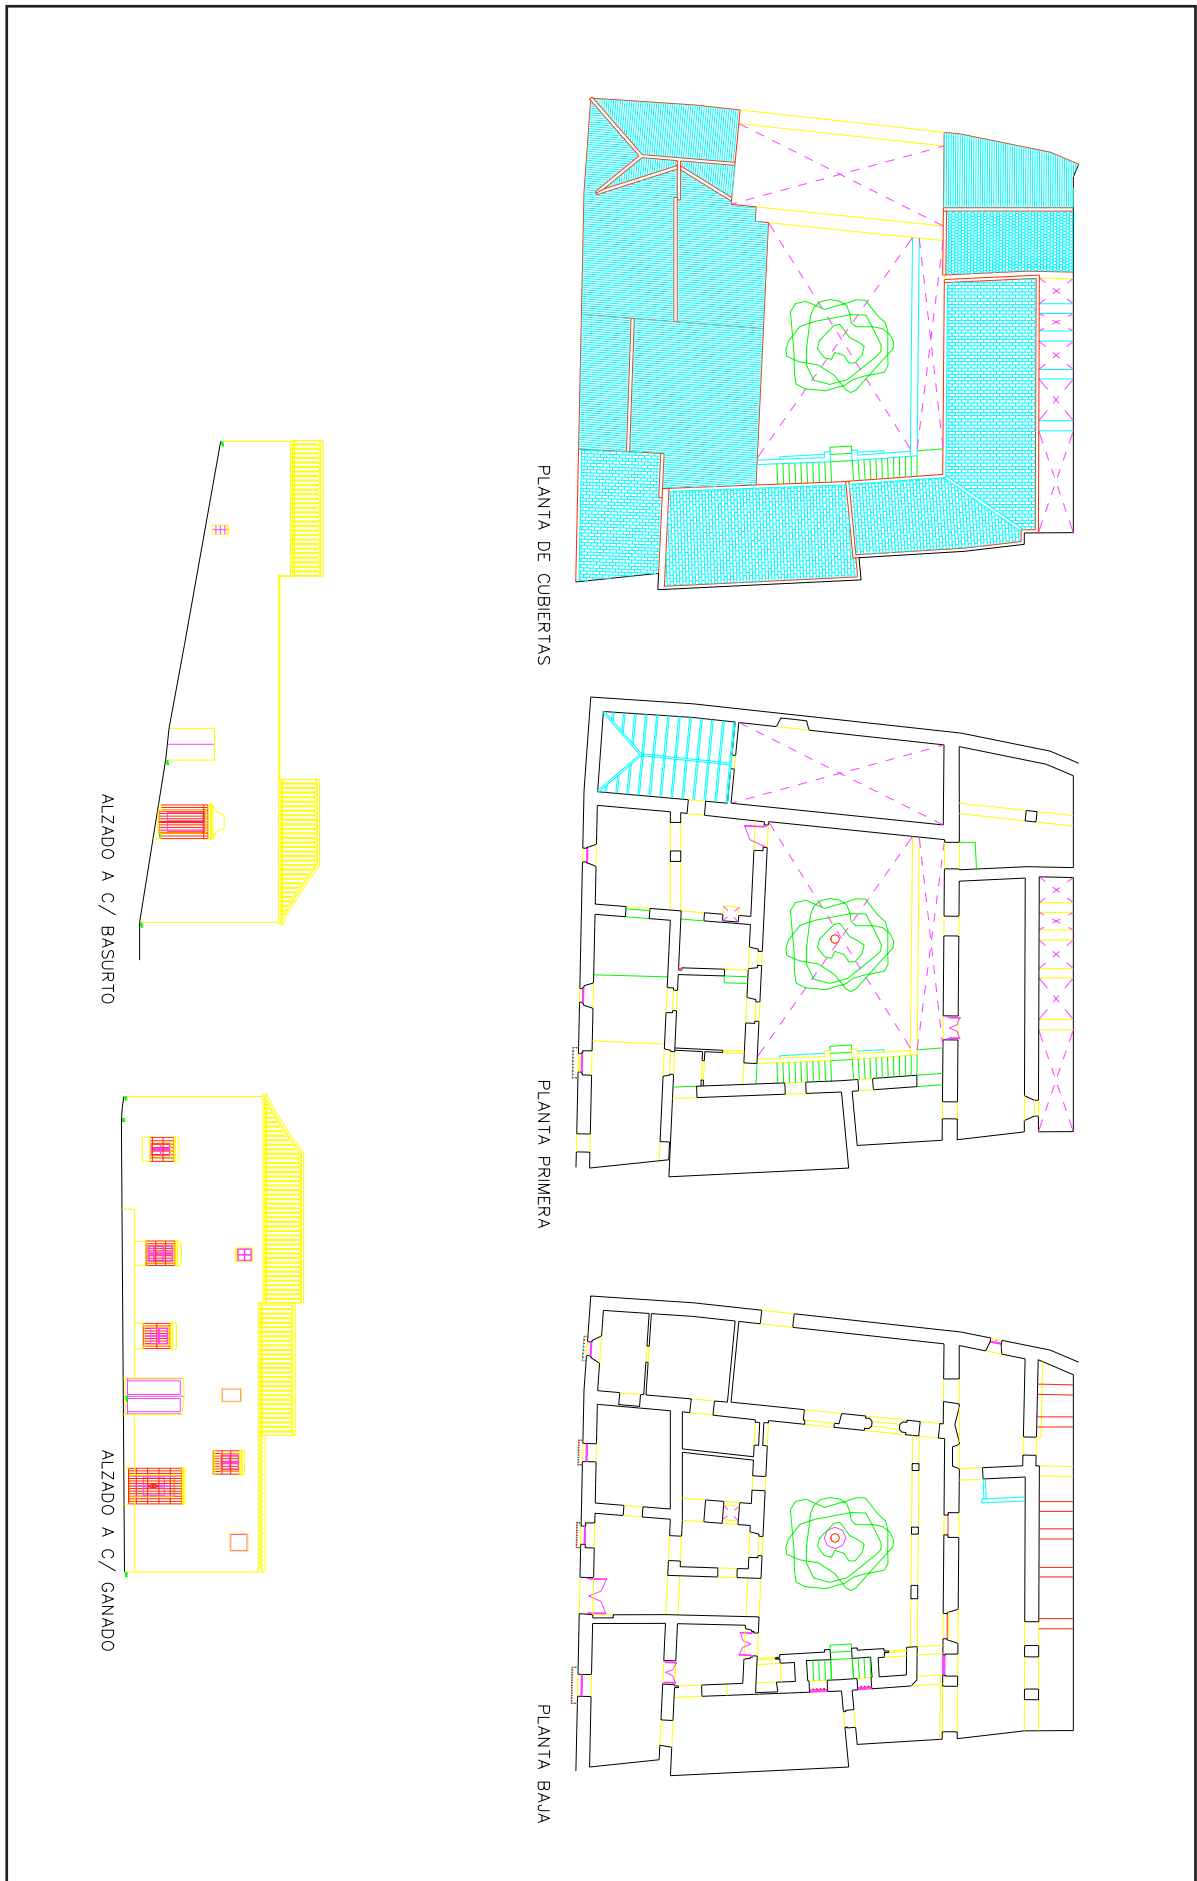 PLANTA BAJA
PLANTA PRIMERA
PLANTA DE CUBIERTAS
ALZADO A C/ GANADO
ALZADO A C/ BASURTO